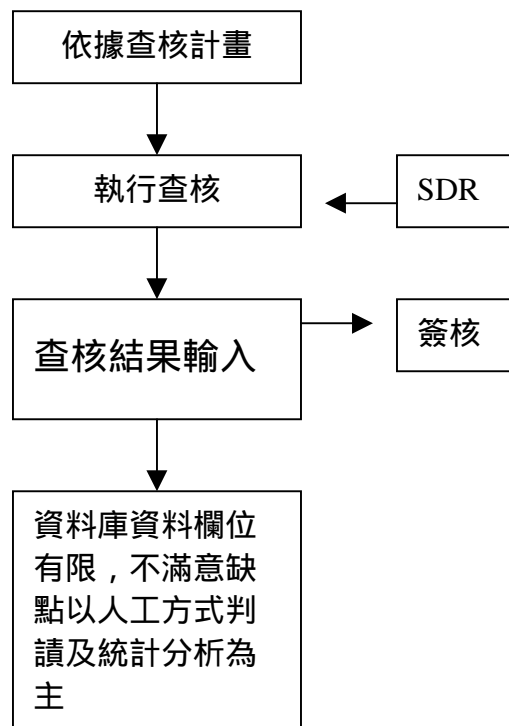 依據查核計畫
執行查核
SDR
查核結果輸入
簽核
資料庫資料欄位
有限，不滿意缺
點以人工方式判
讀及統計分析為
主